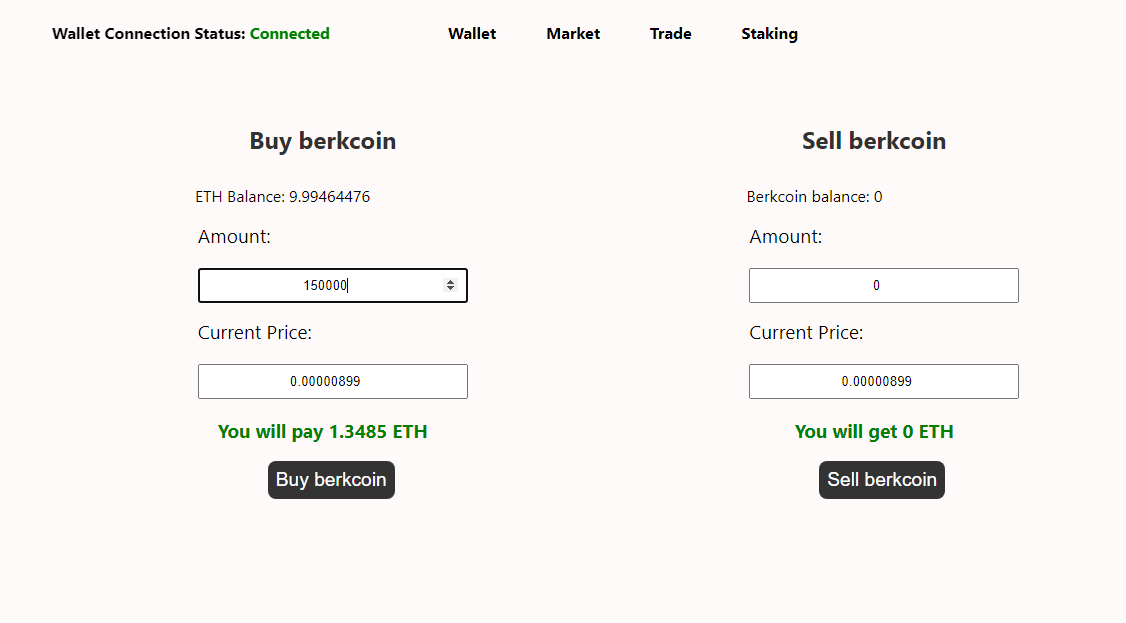 Wallet Connection Status: Connected
Wallet
Market
Trade
Staking
Buy berkcoin
ETH Balance: 9.99464476
Amount:
150000
Current Price:
0.00000899
You will pay 1.3485 ETH
Buy berkcoin
Sell berkcoin
Berkcoin balance: 0
Amount:
0
Current Price:
0.00000899
You will get 0 ETH
Sell berkcoin